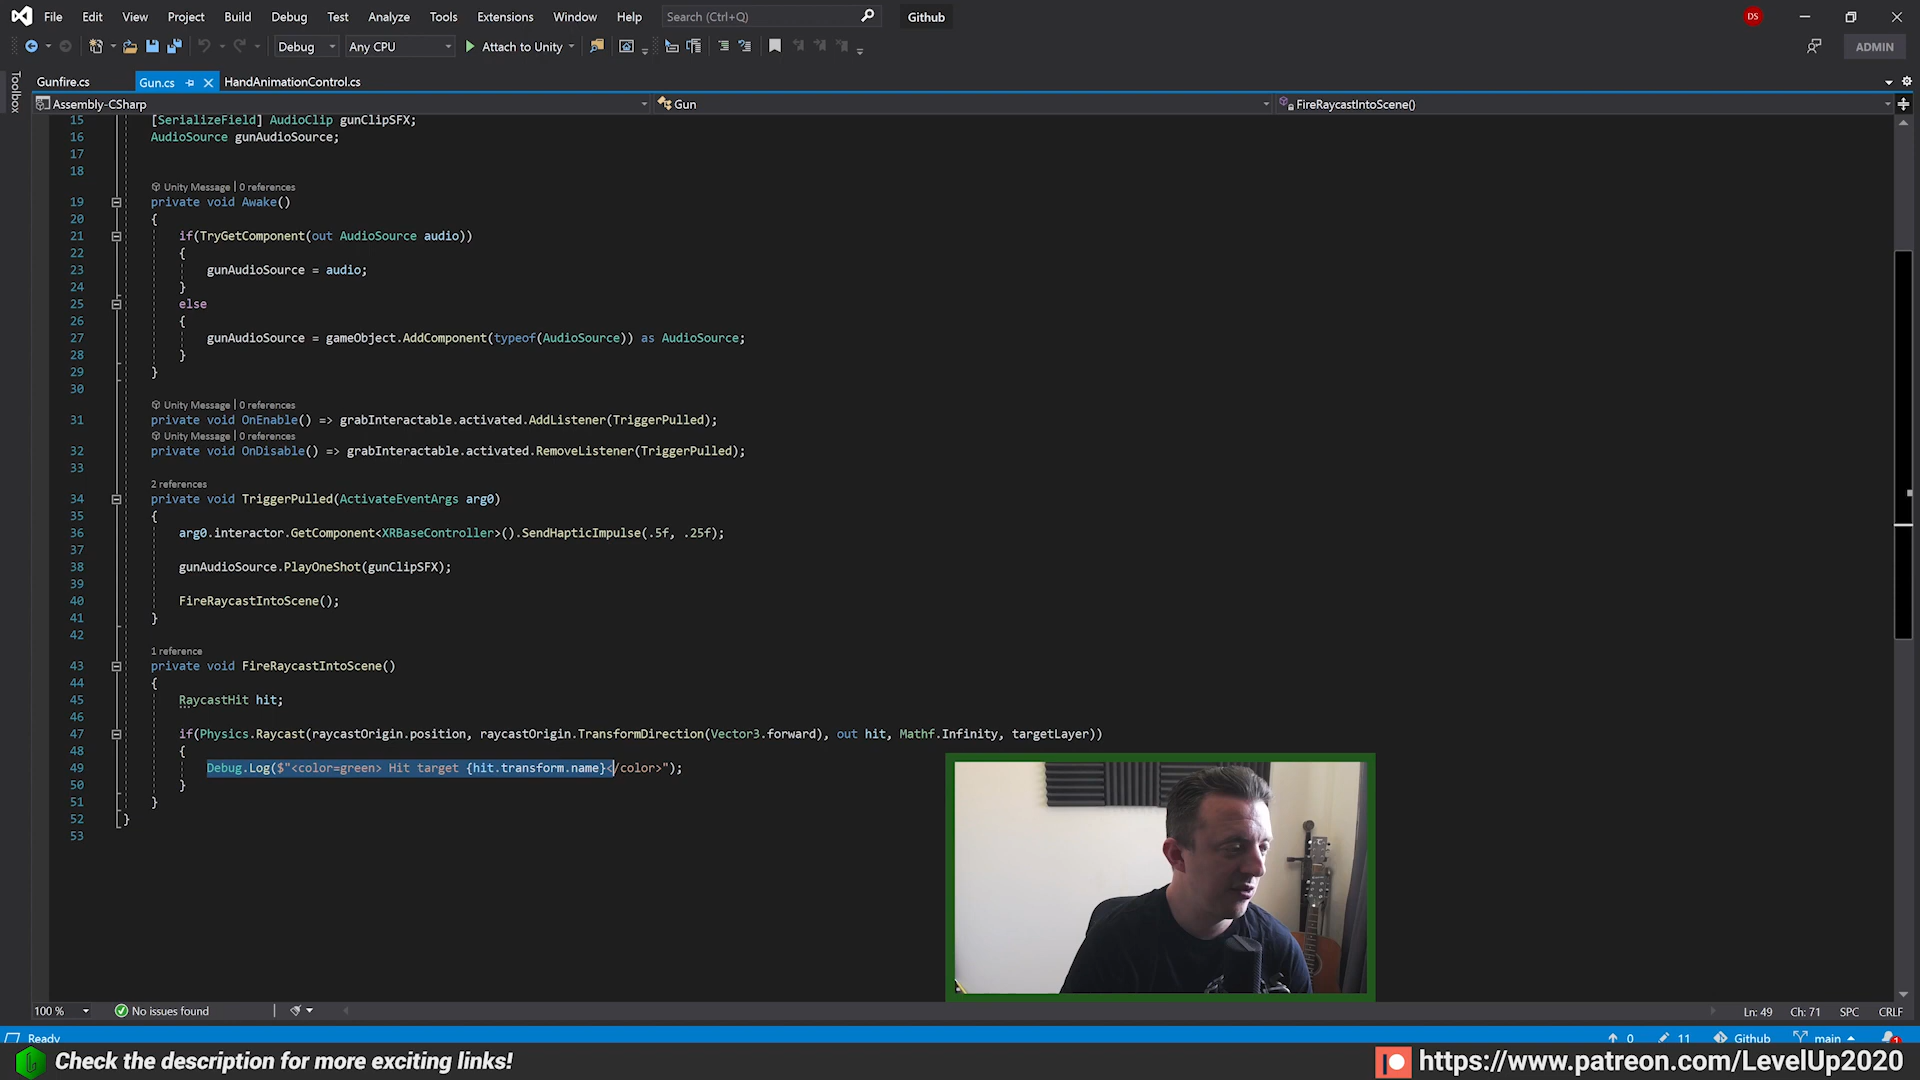 File Edit View Project Build Debug Test Analyze Tools Extensions Window Help Search (Ctrl+Q) Github DS
Debug Any CPU Attach to Unity ADMIN
Toolbox
Gunfire.cs Gun.cs HandAnimationControl.cs
Assembly-CSharp Gun FireRaycastIntoScene()
15 [SerializeField] AudioClip gunClipSFX;
16 AudioSource gunAudioSource;
17
18
Unity Message | 0 references
19 private void Awake()
20 {
21 if(TryGetComponent(out AudioSource audio))
22 {
23 gunAudioSource = audio;
24 }
25 else
26 {
27 gunAudioSource = gameObject.AddComponent(typeof(AudioSource)) as AudioSource;
28 }
29 }
30
Unity Message | 0 references
31 private void OnEnable() => grabInteractable.activated.AddListener(TriggerPulled);
Unity Message | 0 references
32 private void OnDisable() => grabInteractable.activated.RemoveListener(TriggerPulled);
33
2 references
34 private void TriggerPulled(ActivateEventArgs arg0)
35 {
36 arg0.interactor.GetComponent<XRBaseController>().SendHapticImpulse(.5f, .25f);
37
38 gunAudioSource.PlayOneShot(gunClipSFX);
39
40 FireRaycastIntoScene();
41 }
42
1 reference
43 private void FireRaycastIntoScene()
44 {
45 RaycastHit hit;
46
47 if(Physics.Raycast(raycastOrigin.position, raycastOrigin.TransformDirection(Vector3.forward), out hit, Mathf.Infinity, targetLayer))
48 {
49 Debug.Log($"<color=green> Hit target {hit.transform.name}</color>");
50 }
51 }
52 }
53
100 % No issues found Ln: 49 Ch: 71 SPC CRLF
Ready 0 11 Github main 1
Check the description for more exciting links! https://www.patreon.com/LevelUp2020